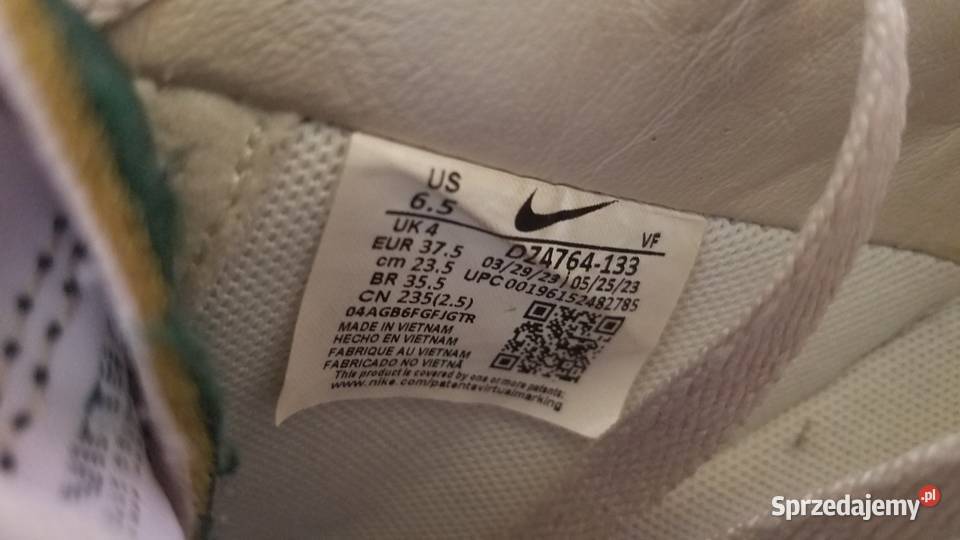 US
6.5
UK 4
EUR 37.5
cm 23.5
BR 35.5
CN 235(2.5)
04AGB6FGFJGTR
MADE IN VIETNAM
HECHO EN VIETNAM
FABRIQUE AU VIETNAM
FABRICADO NO VIETNÃ
This product is covered by one or more patents:
www.nike.com/patentsvirtualmarking
VF
DZ4764-133
03/29/23 05/25/23
UPC 00196152482785
Sprzedajemy.pl